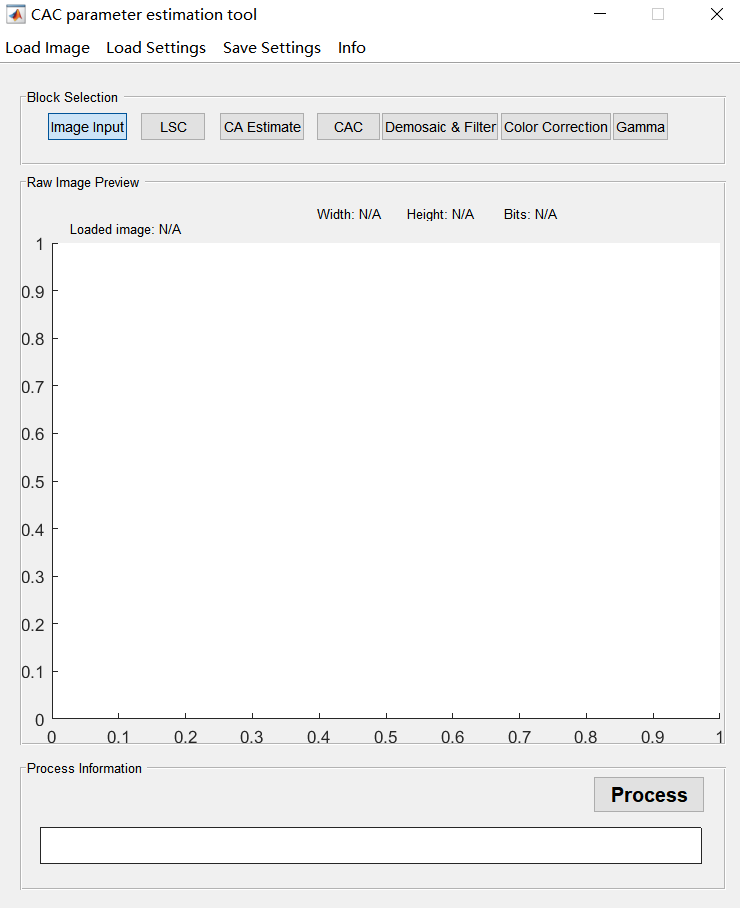 CAC parameter estimation tool
Load Image Load Settings Save Settings Info
Block Selection
Image Input LSC CA Estimate CAC Demosaic & Filter Color Correction Gamma
Raw Image Preview
Width: N/A Height: N/A Bits: N/A
Loaded image: N/A
1
0.9
0.8
0.7
0.6
0.5
0.4
0.3
0.2
0.1
0
0 0.1 0.2 0.3 0.4 0.5 0.6 0.7 0.8 0.9 1
Process Information
Process